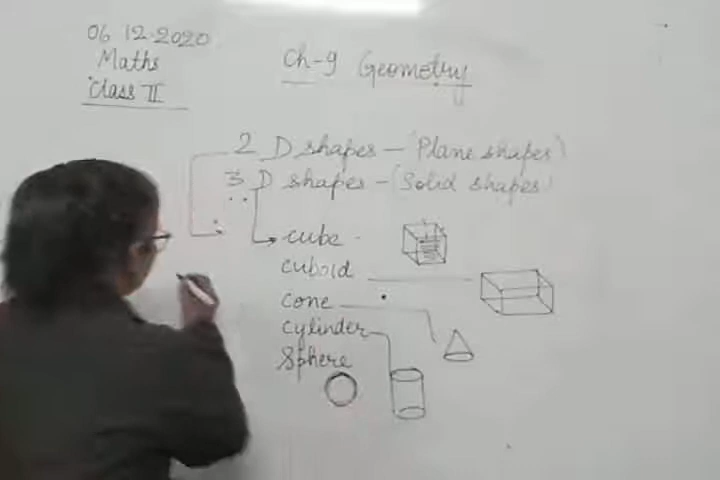 06 12-2020
Maths
Class II
Ch-9 Geometry
2 D shapes - (Plane shapes)
3 D shapes - (Solid shapes)
cube
cuboid
cone
cylinder
Sphere